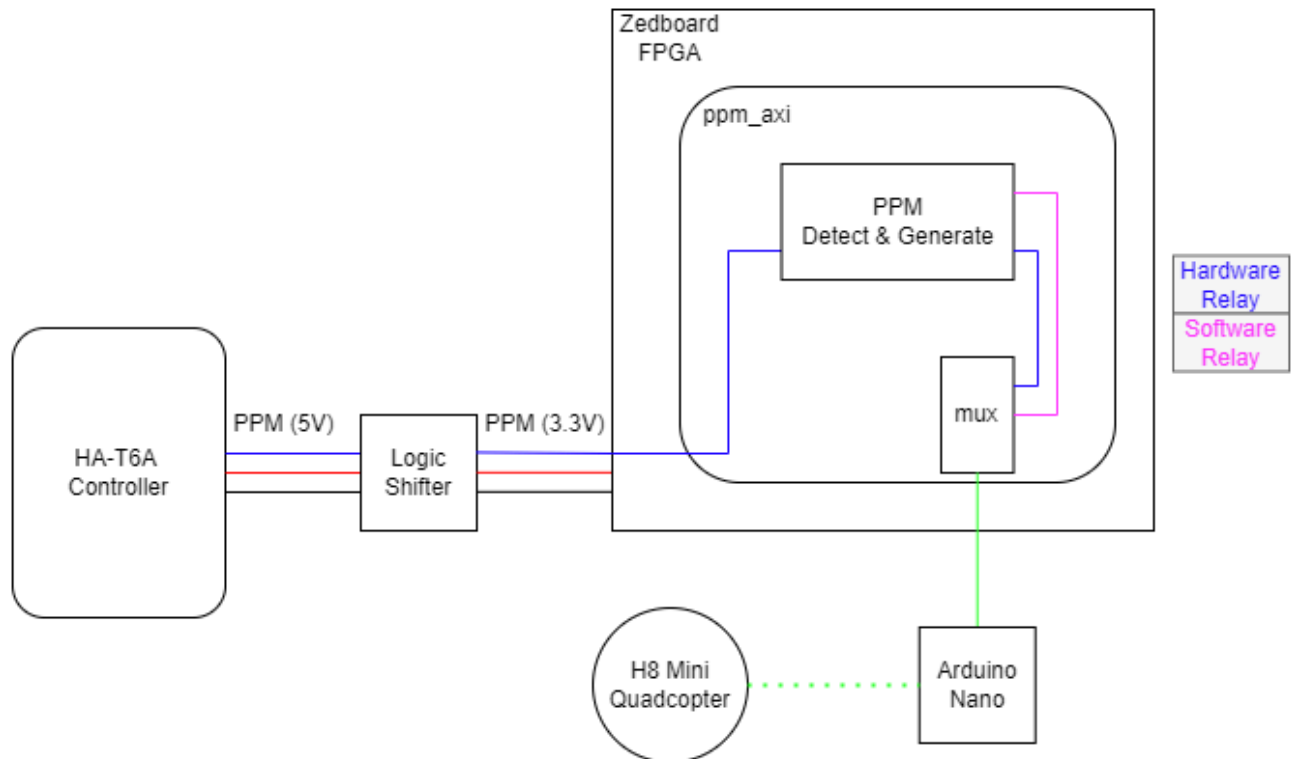 Zedboard
FPGA
ppm_axi
PPM
Detect & Generate
Hardware
Relay
Software
Relay
mux
PPM (5V)
PPM (3.3V)
HA-T6A
Controller
Logic
Shifter
H8 Mini
Quadcopter
Arduino
Nano